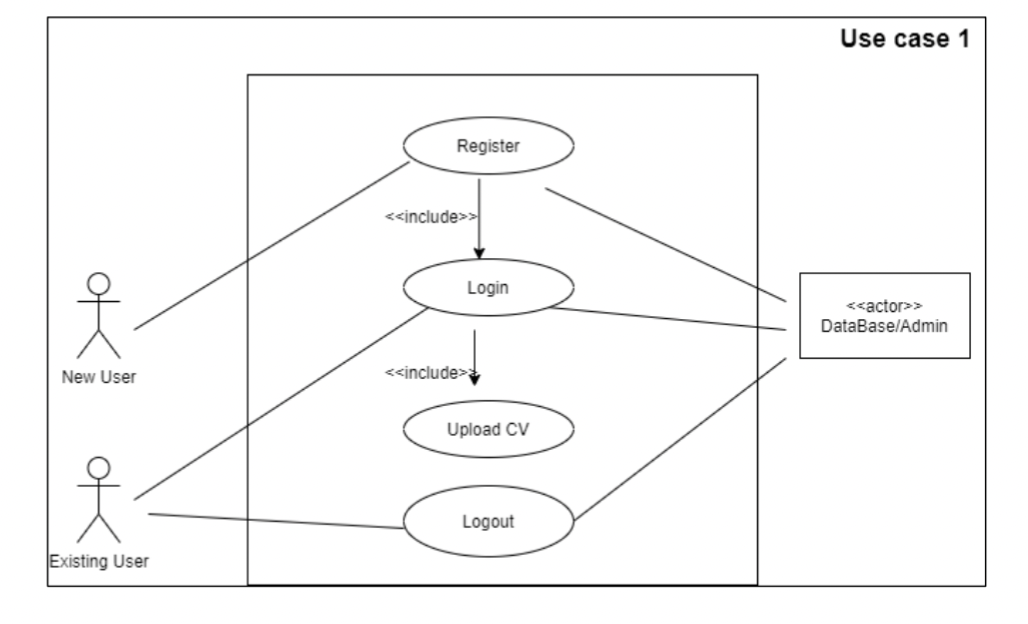 Use case 1
Register
<<include>>
Login
<<actor>>
DataBase/Admin
<<include>>
New User
Upload CV
Logout
Existing User